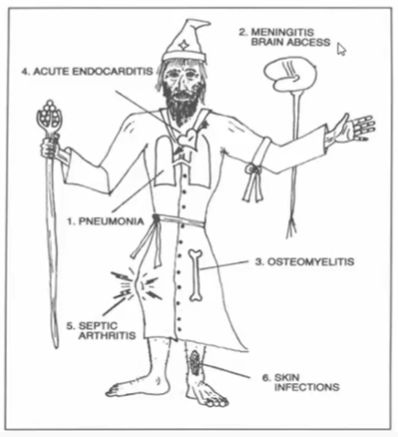 2. MENINGITIS
BRAIN ABCESS
4. ACUTE ENDOCARDITIS
1. PNEUMONIA
3. OSTEOMYELITIS
5. SEPTIC
ARTHRITIS
6. SKIN
INFECTIONS